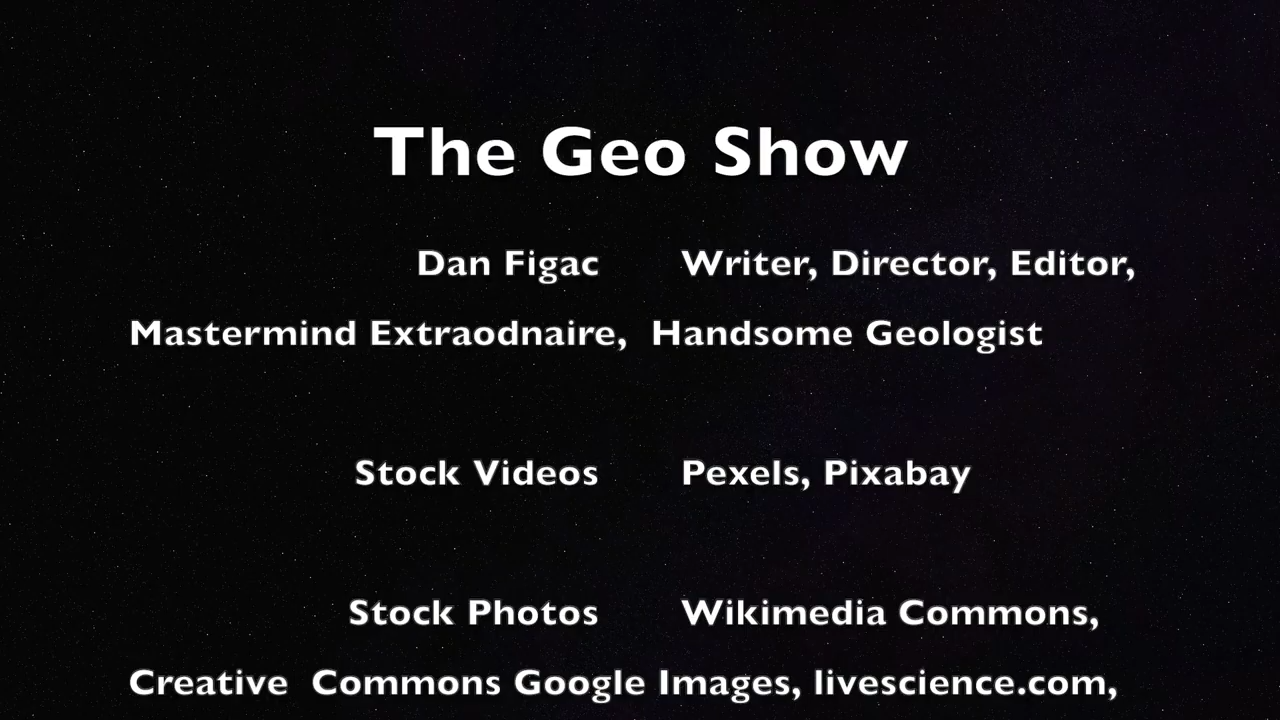 The Geo Show
Dan Figac Writer, Director, Editor,
Mastermind Extraodnaire, Handsome Geologist
Stock Videos Pexels, Pixabay
Stock Photos Wikimedia Commons,
Creative Commons Google Images, livescience.com,